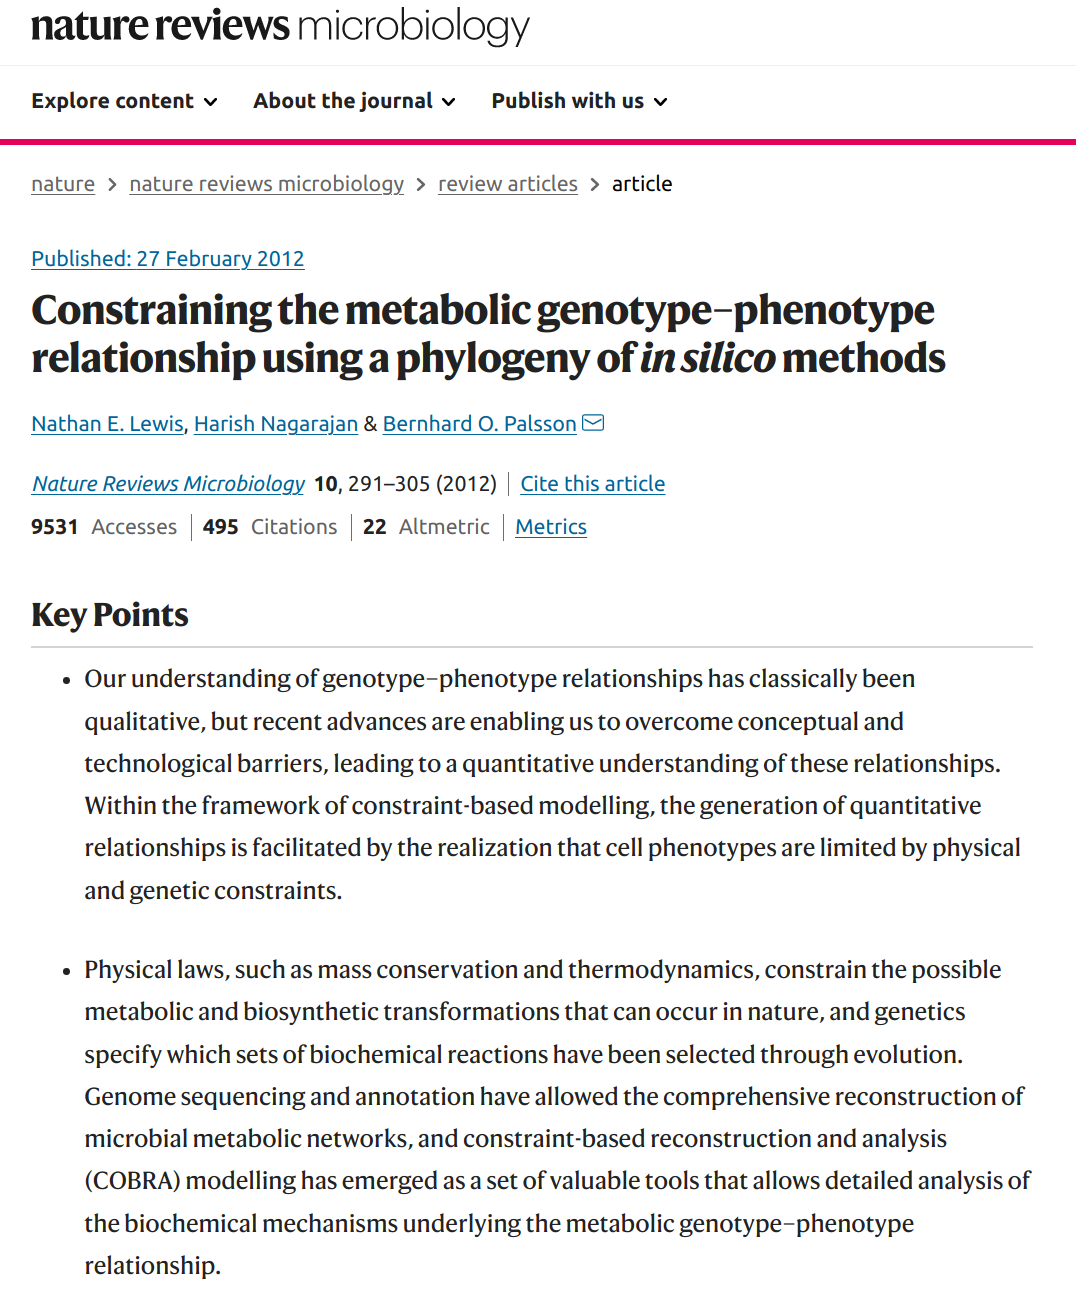 nature reviews microbiology
Explore content About the journal Publish with us
nature > nature reviews microbiology > review articles > article
Published: 27 February 2012
Constraining the metabolic genotype–phenotype
relationship using a phylogeny of in silico methods
Nathan E. Lewis, Harish Nagarajan & Bernhard O. Palsson
Nature Reviews Microbiology 10, 291–305 (2012) | Cite this article
9531 Accesses | 495 Citations | 22 Altmetric | Metrics
Key Points
• Our understanding of genotype–phenotype relationships has classically been
qualitative, but recent advances are enabling us to overcome conceptual and
technological barriers, leading to a quantitative understanding of these relationships.
Within the framework of constraint-based modelling, the generation of quantitative
relationships is facilitated by the realization that cell phenotypes are limited by physical
and genetic constraints.
• Physical laws, such as mass conservation and thermodynamics, constrain the possible
metabolic and biosynthetic transformations that can occur in nature, and genetics
specify which sets of biochemical reactions have been selected through evolution.
Genome sequencing and annotation have allowed the comprehensive reconstruction of
microbial metabolic networks, and constraint-based reconstruction and analysis
(COBRA) modelling has emerged as a set of valuable tools that allows detailed analysis of
the biochemical mechanisms underlying the metabolic genotype–phenotype
relationship.